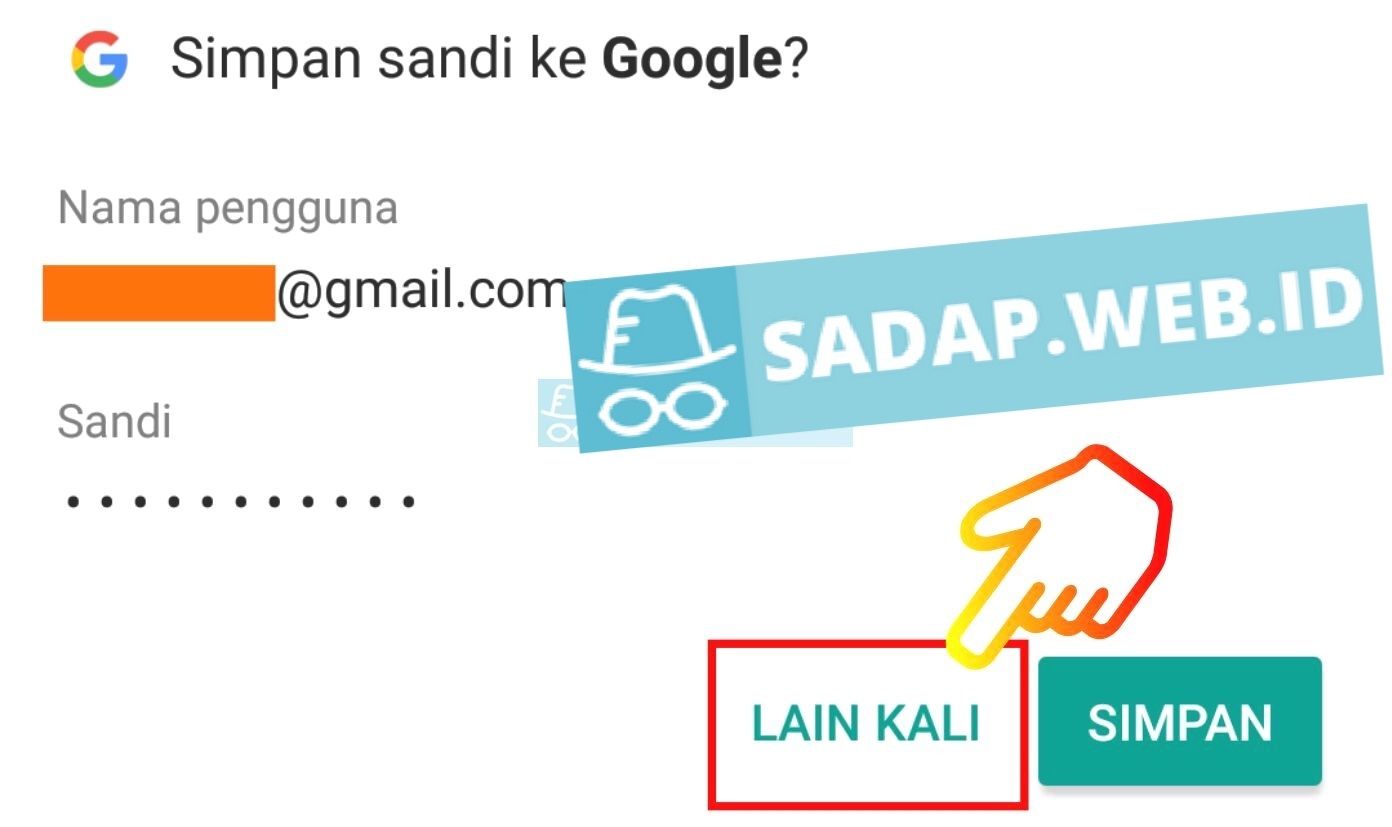 Simpan sandi ke Google?
Nama pengguna
@gmail.com
SADAP.WEB.ID
Sandi
LAIN KALI
SIMPAN